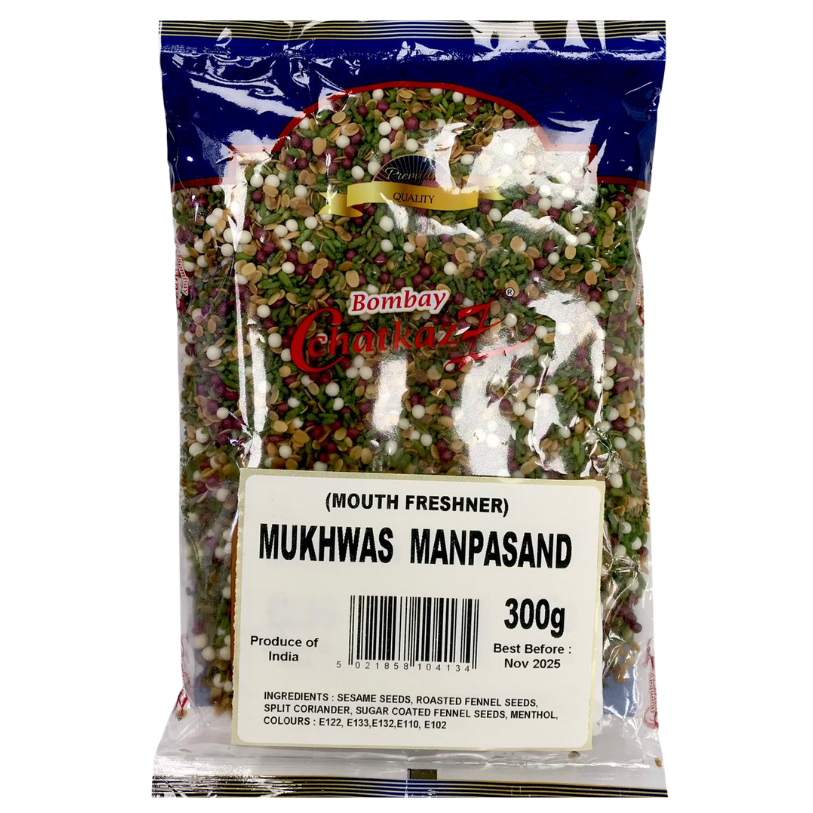 Premium
QUALITY
Bombay
Chatkazz ®
(MOUTH FRESHNER)
MUKHWAS MANPASAND
300g
Produce of
India
5 021858 104134
Best Before :
Nov 2025
INGREDIENTS : SESAME SEEDS, ROASTED FENNEL SEEDS,
SPLIT CORIANDER, SUGAR COATED FENNEL SEEDS, MENTHOL,
COLOURS : E122, E133,E132,E110, E102